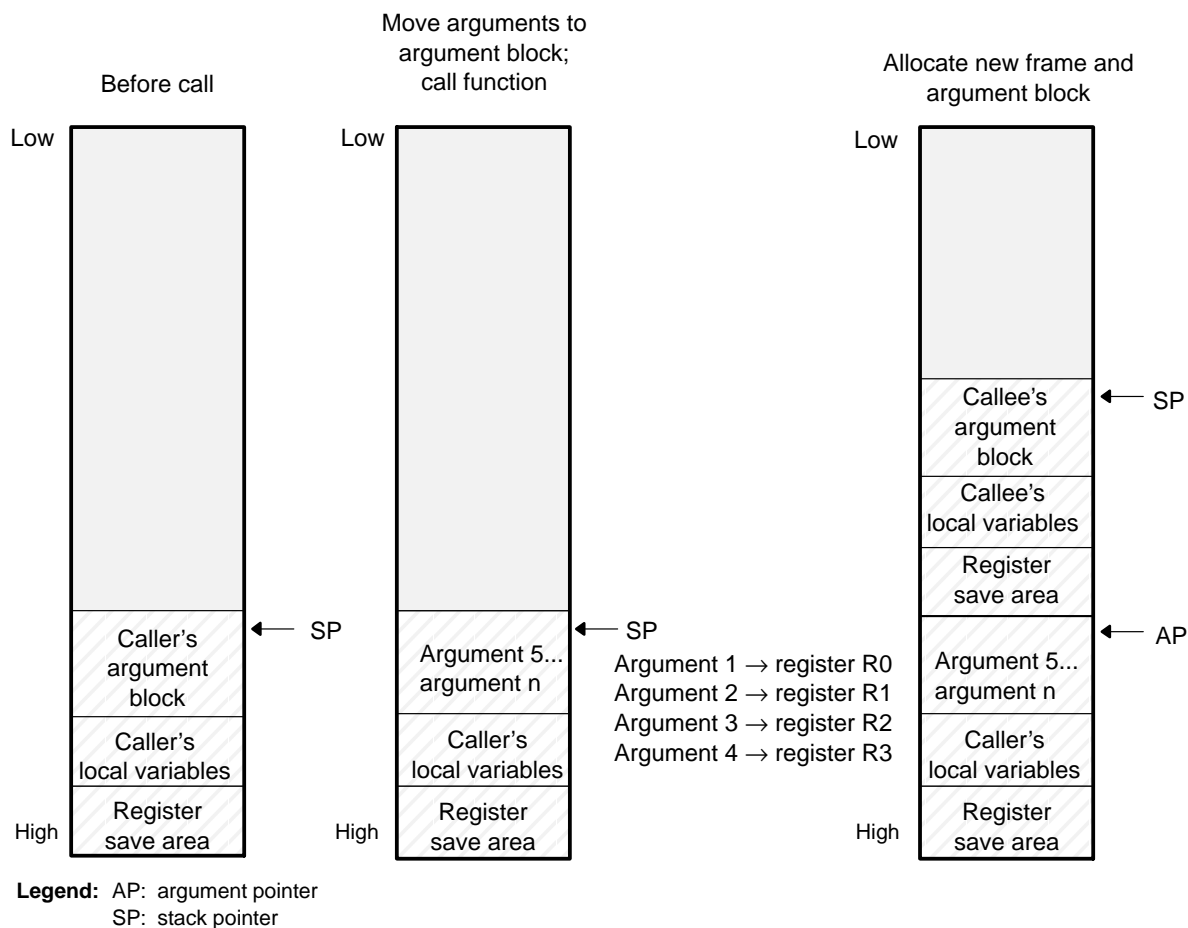 Before call
Low
Caller's
argument
block
Caller's
local variables
Register
save area
High
SP
Move arguments to
argument block;
call function
Low
Argument 5...
argument n
Caller's
local variables
Register
save area
High
SP
Argument 1 → register R0
Argument 2 → register R1
Argument 3 → register R2
Argument 4 → register R3
Allocate new frame and
argument block
Low
Callee's
argument
block
Callee's
local variables
Register
save area
Argument 5...
argument n
Caller's
local variables
Register
save area
High
SP
AP
Legend: AP: argument pointer
SP: stack pointer